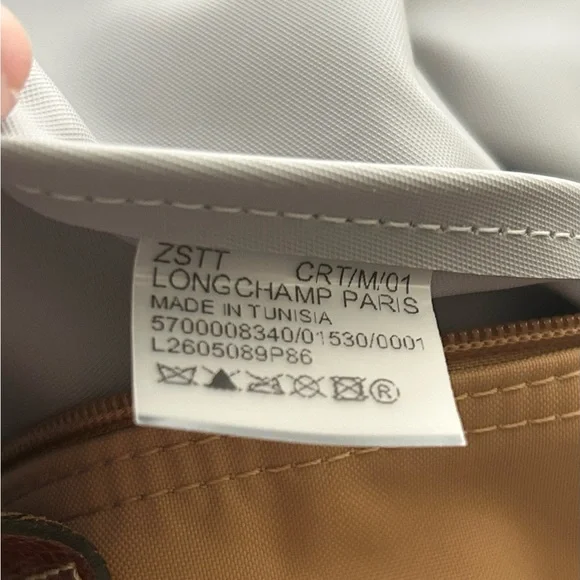 ZSTT CRT/M/01
LONGCHAMP PARIS
MADE IN TUNISIA
5700008340/01530/0001
L2605089P86
®